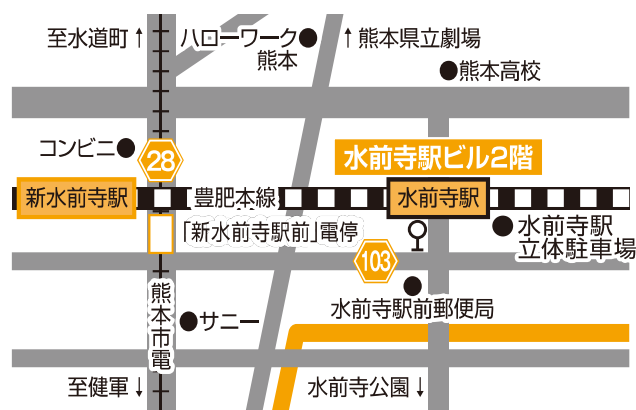 至水道町↑
ハローワーク
熊本
↑熊本県立劇場
熊本高校
コンビニ
28
水前寺駅ビル2階
新水前寺駅
豊肥本線
水前寺駅
水前寺駅
立体駐車場
「新水前寺駅前」電停
103
熊本市電
サニー
水前寺駅前郵便局
至健軍↓
水前寺公園↓